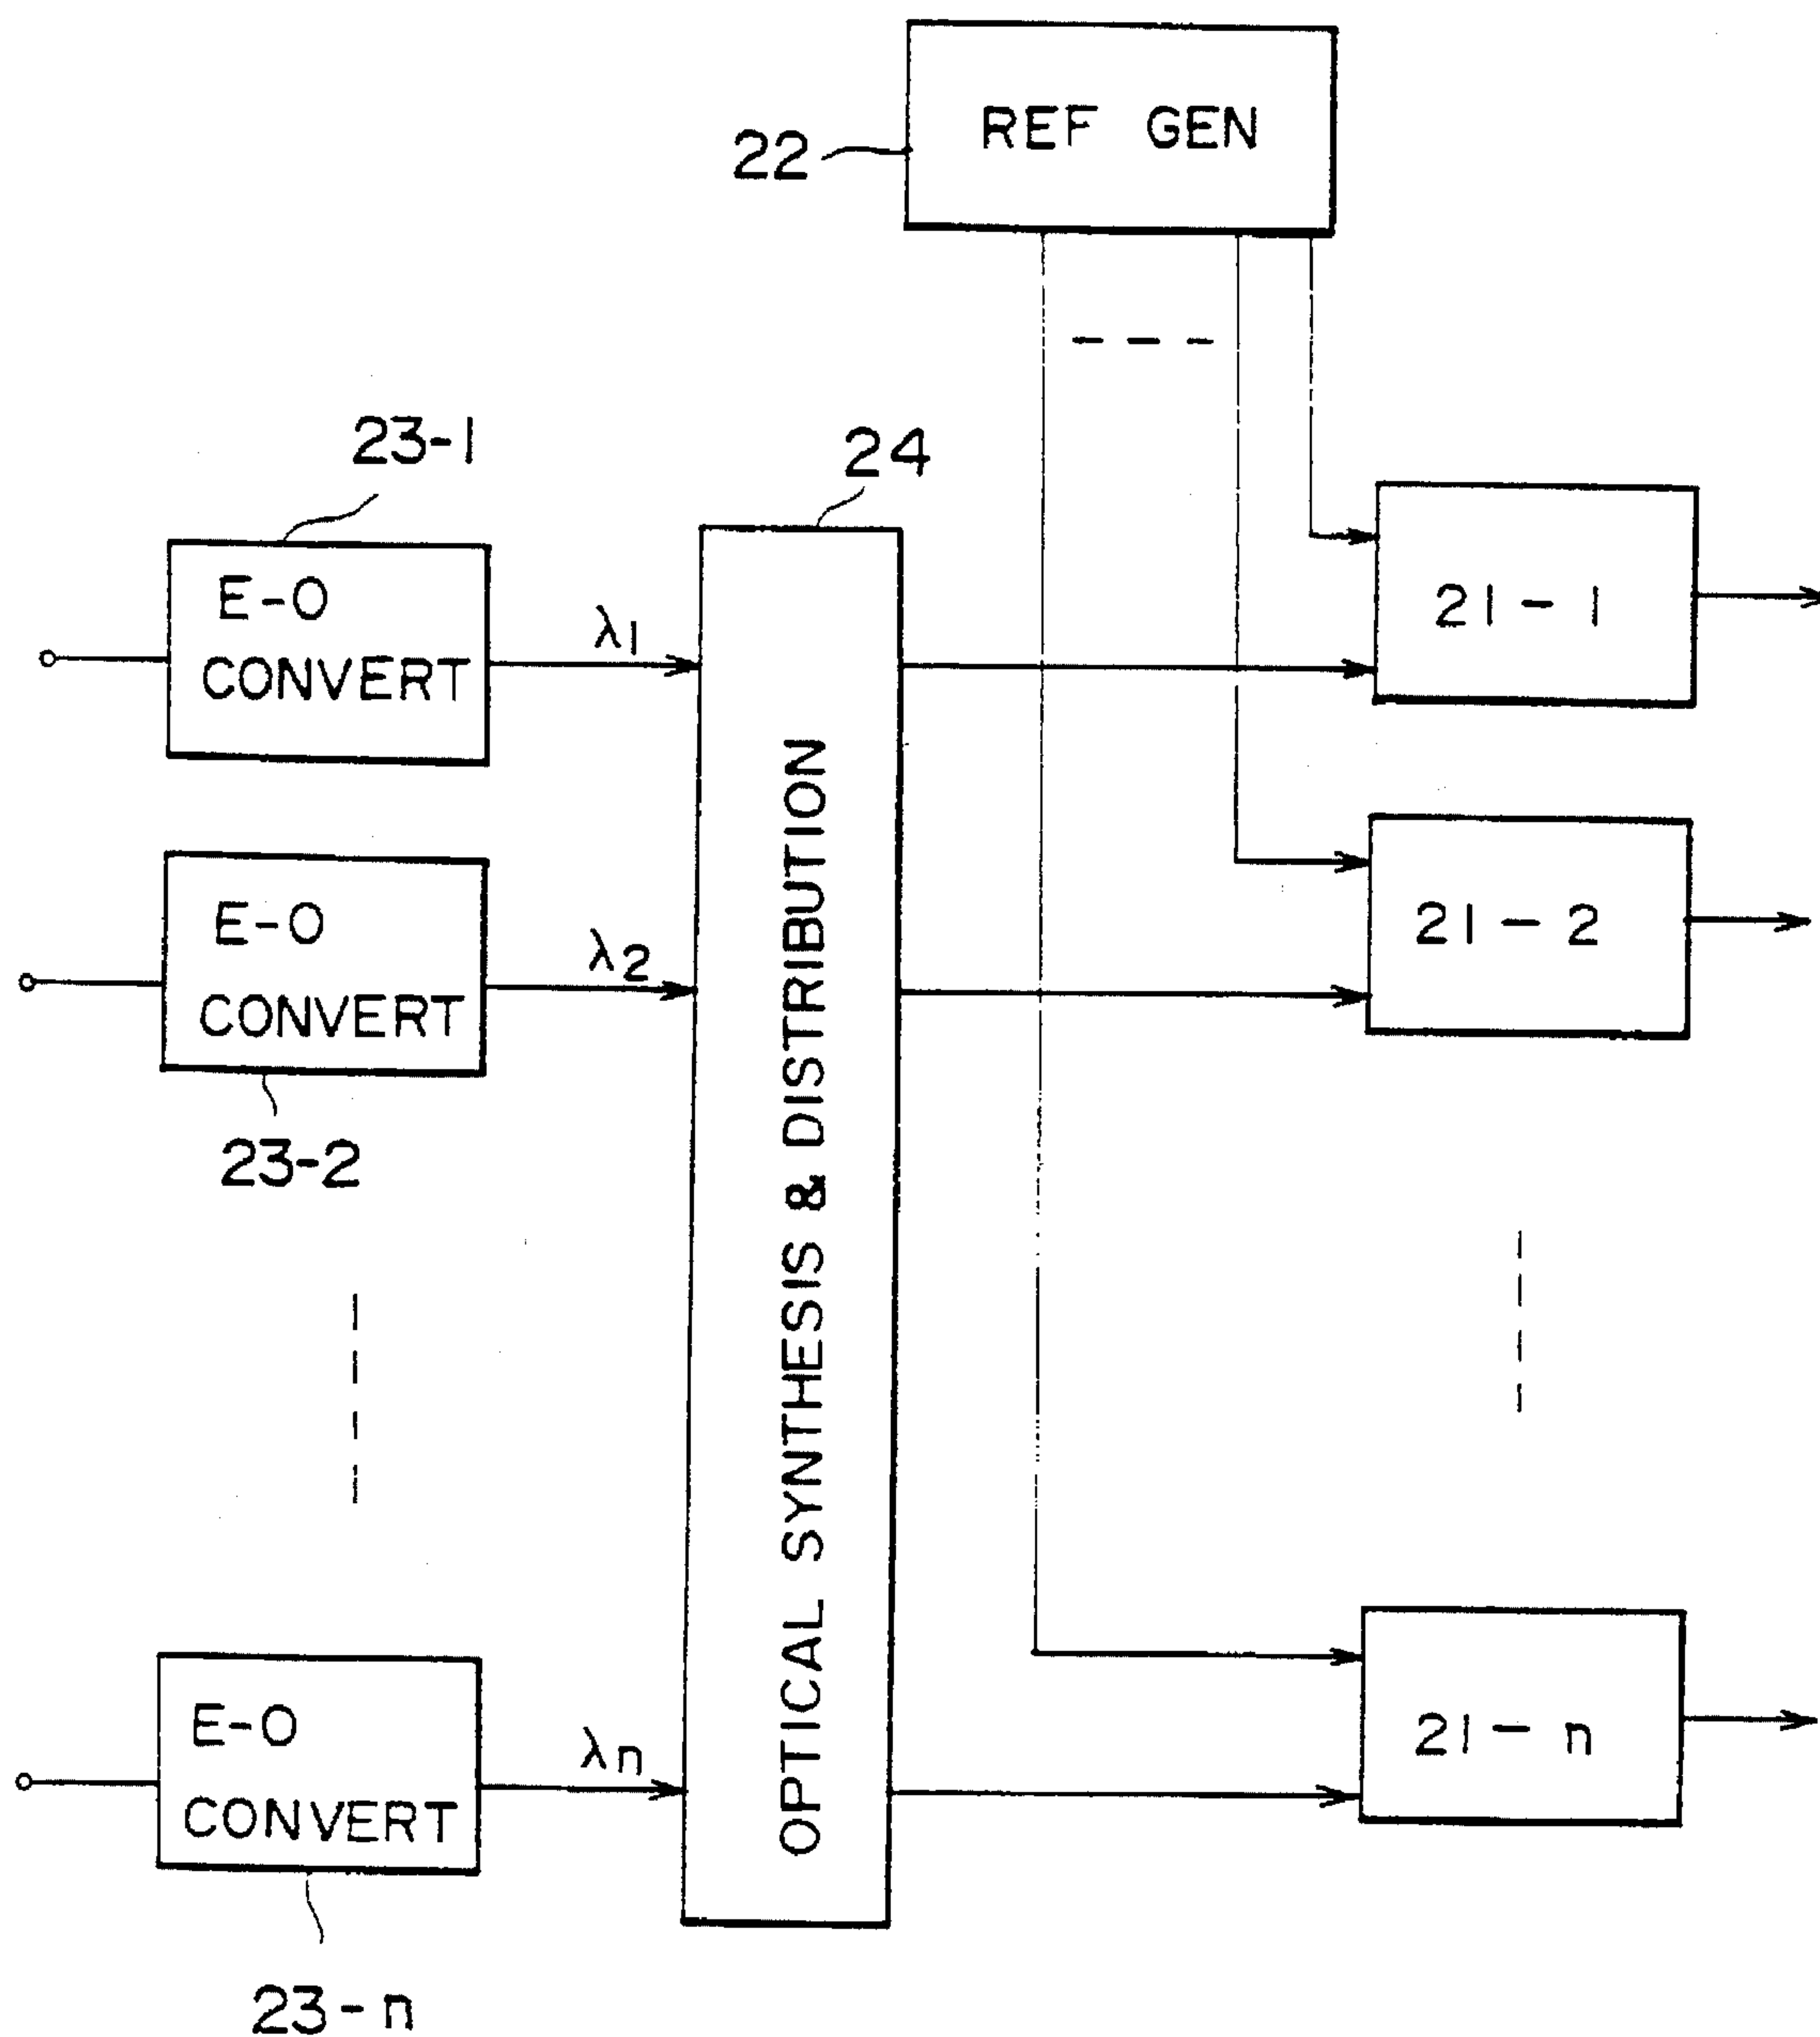 REF GEN
22
23-1
24
E-O
CONVERT
λ1
21-1
E-O
CONVERT
λ2
21-2
23-2
OPTICAL SYNTHESIS & DISTRIBUTION
E-O
CONVERT
λn
21-n
23-n